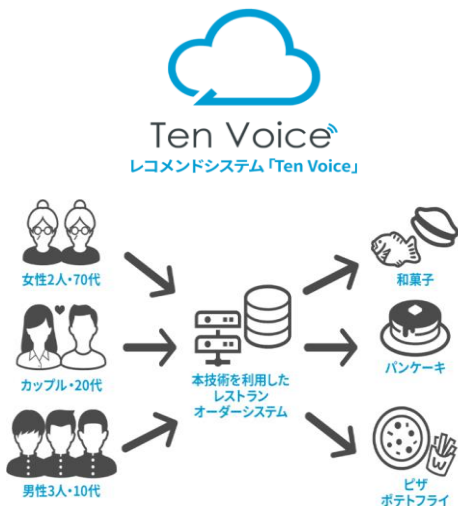 Ten Voice
レコメンドシステム「Ten Voice」
女性2人・70代
カップル・20代
男性3人・10代
本技術を利用した
レストラン
オーダーシステム
和菓子
パンケーキ
ピザ
ポテトフライ
W